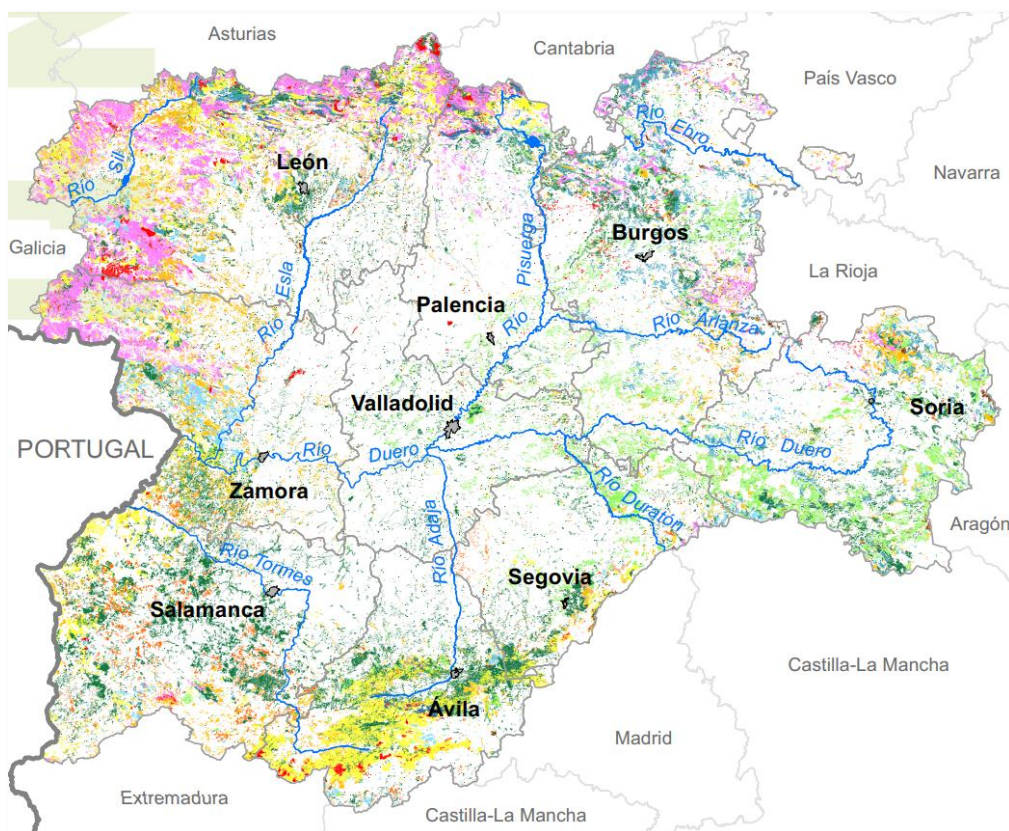 Asturias
Cantabria
País Vasco
Navarra
Río Ebro
Río Sil
León
Galicia
Burgos
La Rioja
Río Esla
Río Pisuerga
Palencia
Río Arlanza
Valladolid
Soria
PORTUGAL
Río Duero
Río Duero
Zamora
Río Adaja
Río Duratón
Aragón
Río Tormes
Segovia
Salamanca
Castilla-La Mancha
Ávila
Madrid
Extremadura
Castilla-La Mancha